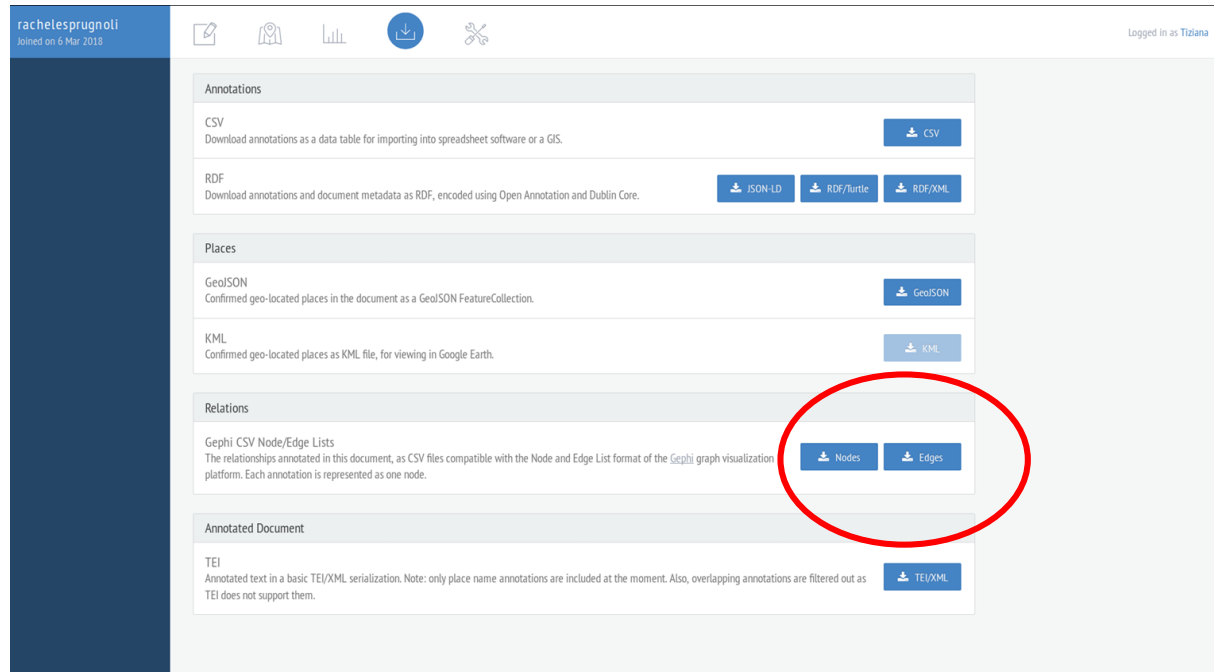 rachelesprugnoli
Joined on 6 Mar 2018
Logged in as Tiziana
Annotations
CSV
Download annotations as a data table for importing into spreadsheet software or a GIS.
CSV
RDF
Download annotations and document metadata as RDF, encoded using Open Annotation and Dublin Core.
JSON-LD
RDF/Turtle
RDF/XML
Places
GeoJSON
Confirmed geo-located places in the document as a GeoJSON FeatureCollection.
GeoJSON
KML
Confirmed geo-located places as KML file, for viewing in Google Earth.
KML
Relations
Gephi CSV Node/Edge Lists
The relationships annotated in this document, as CSV files compatible with the Node and Edge List format of the Gephi graph visualization
platform. Each annotation is represented as one node.
Nodes
Edges
Annotated Document
TEI
Annotated text in a basic TEI/XML serialization. Note: only place name annotations are included at the moment. Also, overlapping annotations are filtered out as
TEI does not support them.
TEI/XML